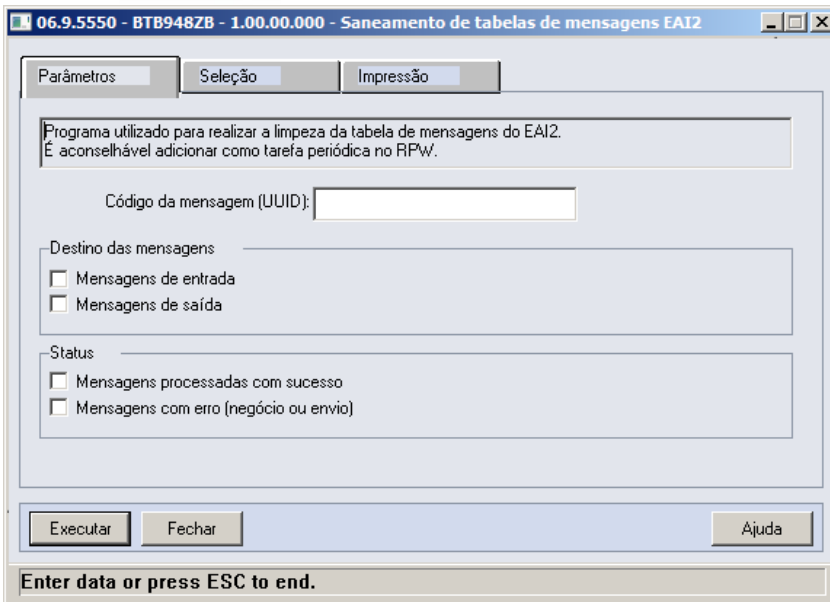 06.9.5550 - BTB948ZB - 1.00.00.000 - Saneamento de tabelas de mensagens EAI2
Parâmetros
Seleção
Impressão
Programa utilizado para realizar a limpeza da tabela de mensagens do EAI2.
É aconselhável adicionar como tarefa periódica no RPW.
Código da mensagem (UUID):
Destino das mensagens
Mensagens de entrada
Mensagens de saída
Status
Mensagens processadas com sucesso
Mensagens com erro (negócio ou envio)
Executar
Fechar
Ajuda
Enter data or press ESC to end.